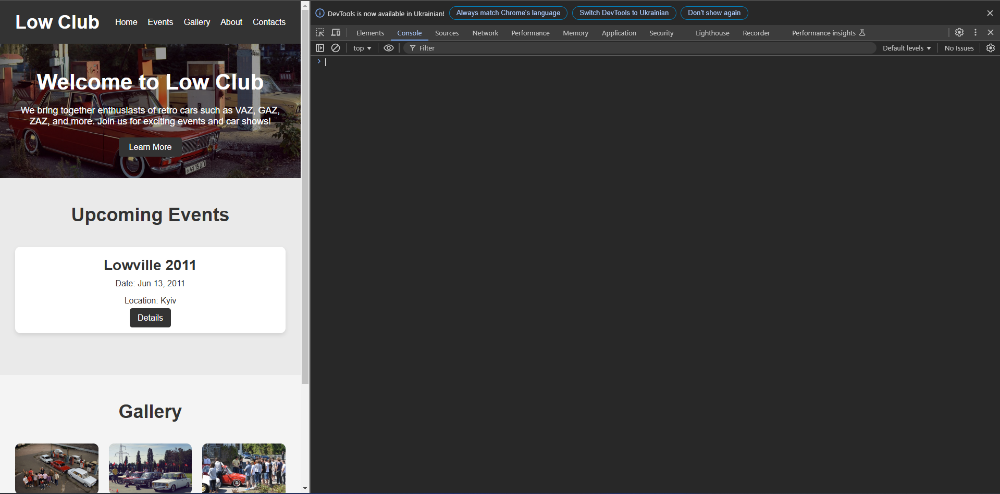 Low Club
Home Events Gallery About Contacts
Welcome to Low Club
We bring together enthusiasts of retro cars such as VAZ, GAZ,
ZAZ, and more. Join us for exciting events and car shows!
Learn More
Upcoming Events
Lowville 2011
Date: Jun 13, 2011
Location: Kyiv
Details
Gallery
DevTools is now available in Ukrainian! Always match Chrome's language Switch DevTools to Ukrainian Don't show again
Elements Console Sources Network Performance Memory Application Security Lighthouse Recorder Performance insights
top Filter Default levels No Issues